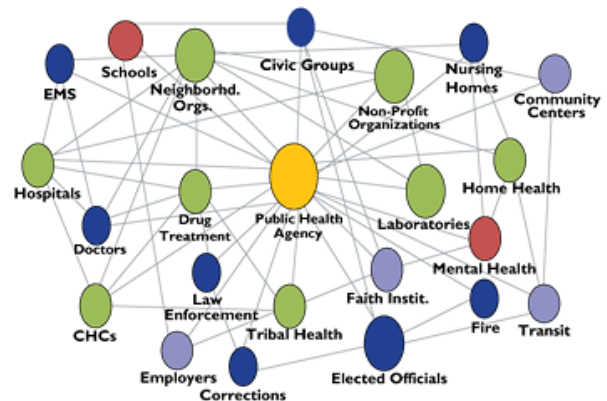 Schools
Civic Groups
Nursing
Homes
EMS
Neighborhd.
Orgs.
Non-Profit
Organizations
Community
Centers
Hospitals
Drug
Treatment
Public Health
Agency
Laboratories
Home Health
Doctors
Law
Enforcement
Faith Instit.
Mental Health
CHCs
Tribal Health
Fire
Transit
Employers
Corrections
Elected Officials